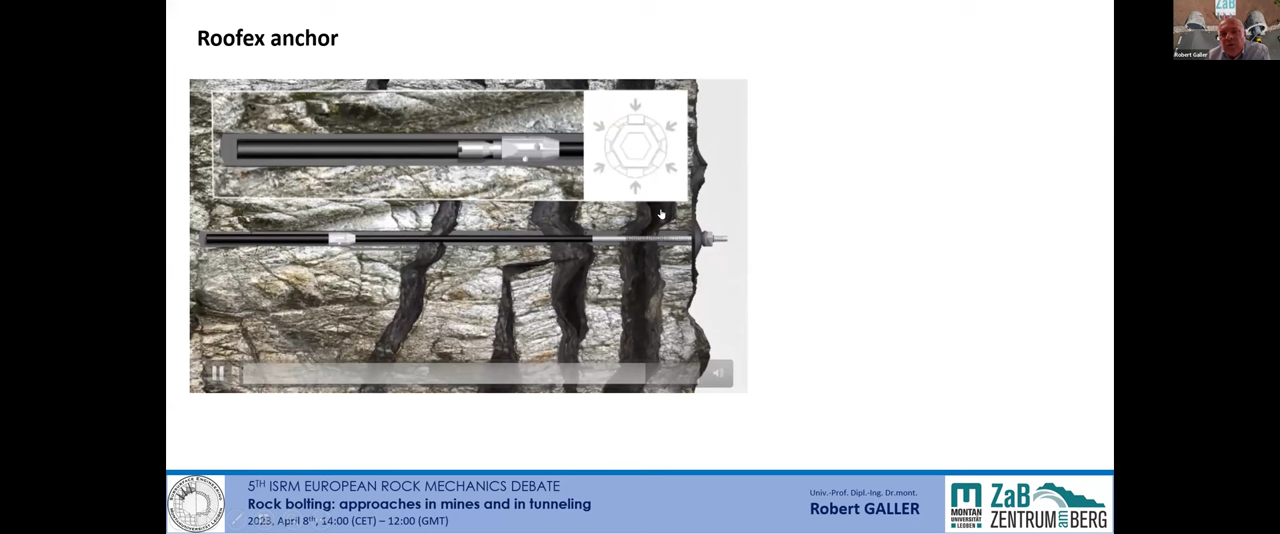 Roofex anchor
ZaB
Robert Galler
5TH ISRM EUROPEAN ROCK MECHANICS DEBATE
Rock bolting: approaches in mines and in tunneling
2023, April 8th, 14:00 (CET) – 12:00 (GMT)
Univ.-Prof. Dipl.-Ing. Dr.mont.
Robert GALLER
MONTAN
UNIVERSITÄT
LEOBEN
ZaB
ZENTRUM am BERG